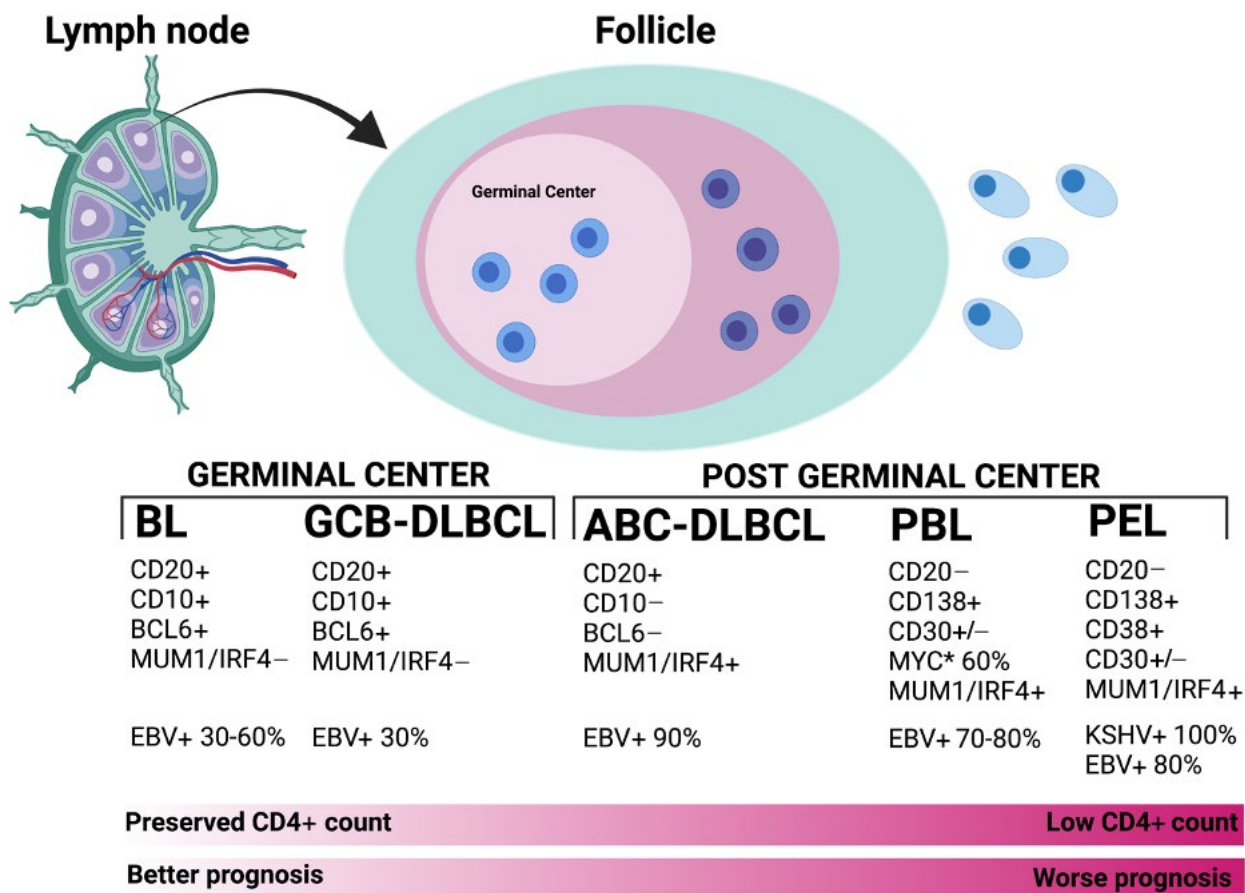 Lymph node
Follicle
Germinal Center
GERMINAL CENTER
POST GERMINAL CENTER
BL
GCB-DLBCL
ABC-DLBCL
PBL
PEL
CD20+
CD10+
BCL6+
MUM1/IRF4−
EBV+ 30-60%
CD20+
CD10+
BCL6+
MUM1/IRF4−
EBV+ 30%
CD20+
CD10−
BCL6−
MUM1/IRF4+
EBV+ 90%
CD20−
CD138+
CD30+/-
MYC* 60%
MUM1/IRF4+
EBV+ 70-80%
CD20−
CD138+
CD38+
CD30+/-
MUM1/IRF4+
KSHV+ 100%
EBV+ 80%
Preserved CD4+ count
Low CD4+ count
Better prognosis
Worse prognosis